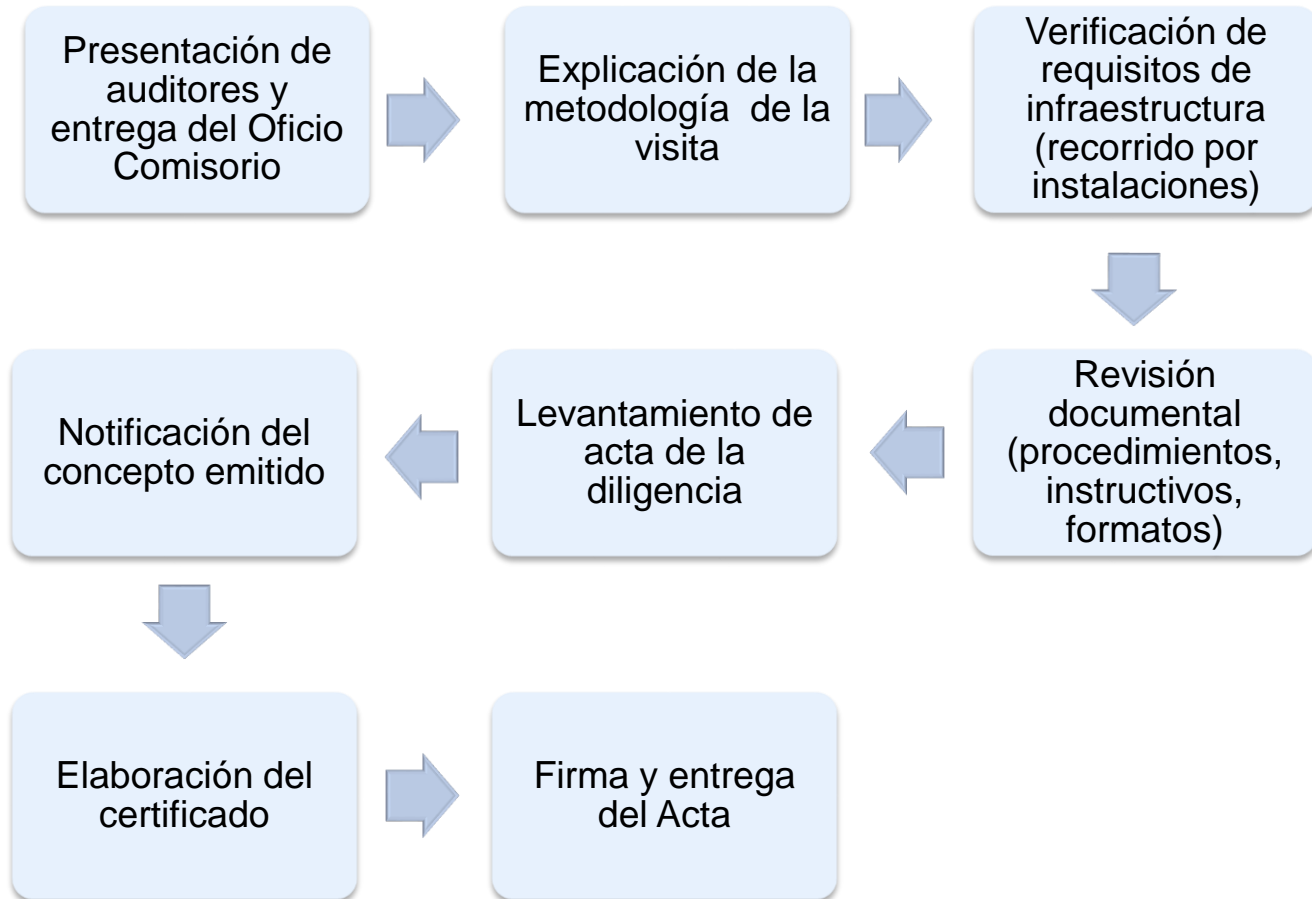 Presentación de
auditores y
entrega del Oficio
Comisorio
Explicación de la
metodología  de la
visita
Verificación de
requisitos de
infraestructura
(recorrido por
instalaciones)
Revisión
documental
(procedimientos,
instructivos,
formatos)
Levantamiento de
acta de la
diligencia
Notificación del
concepto emitido
Elaboración del
certificado
Firma y entrega
del Acta